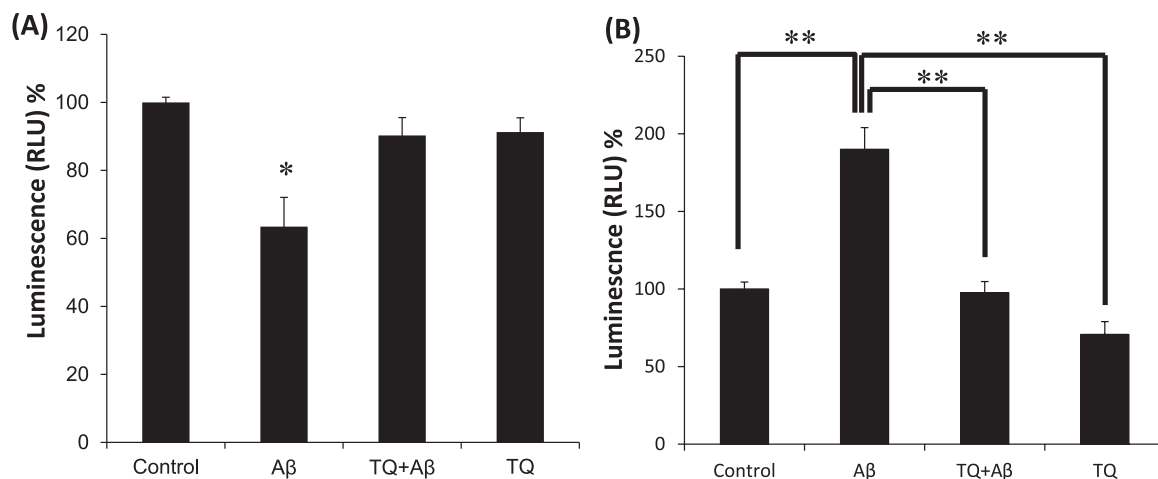 (A)
Luminescence (RLU) %
120
100
80
60
40
20
0
*
Control Aβ TQ+Aβ TQ
(B)
Luminescnce (RLU) %
250
200
150
100
50
0
** **
**
Control Aβ TQ+Aβ TQ